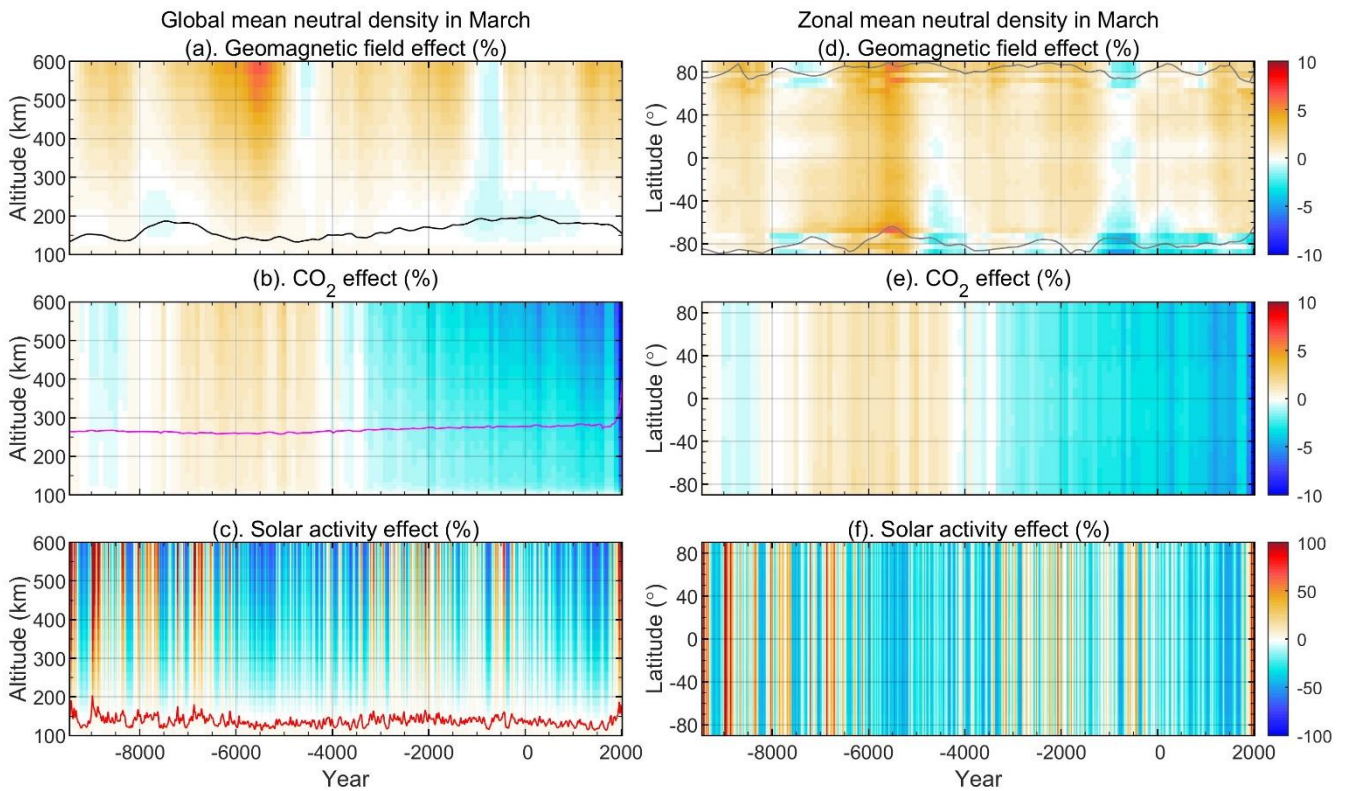 Global mean neutral density in March
(a). Geomagnetic field effect (%)
600
500
400
300
200
100
Altitude (km)
(b). CO2 effect (%)
600
500
400
300
200
100
Altitude (km)
(c). Solar activity effect (%)
600
500
400
300
200
100
Altitude (km)
-8000 -6000 -4000 -2000 0 2000
Year
Zonal mean neutral density in March
(d). Geomagnetic field effect (%)
80
40
0
-40
-80
Latitude (°)
10
5
0
-5
-10
(e). CO2 effect (%)
80
40
0
-40
-80
Latitude (°)
10
5
0
-5
-10
(f). Solar activity effect (%)
80
40
0
-40
-80
Latitude (°)
100
50
0
-50
-100
-8000 -6000 -4000 -2000 0 2000
Year